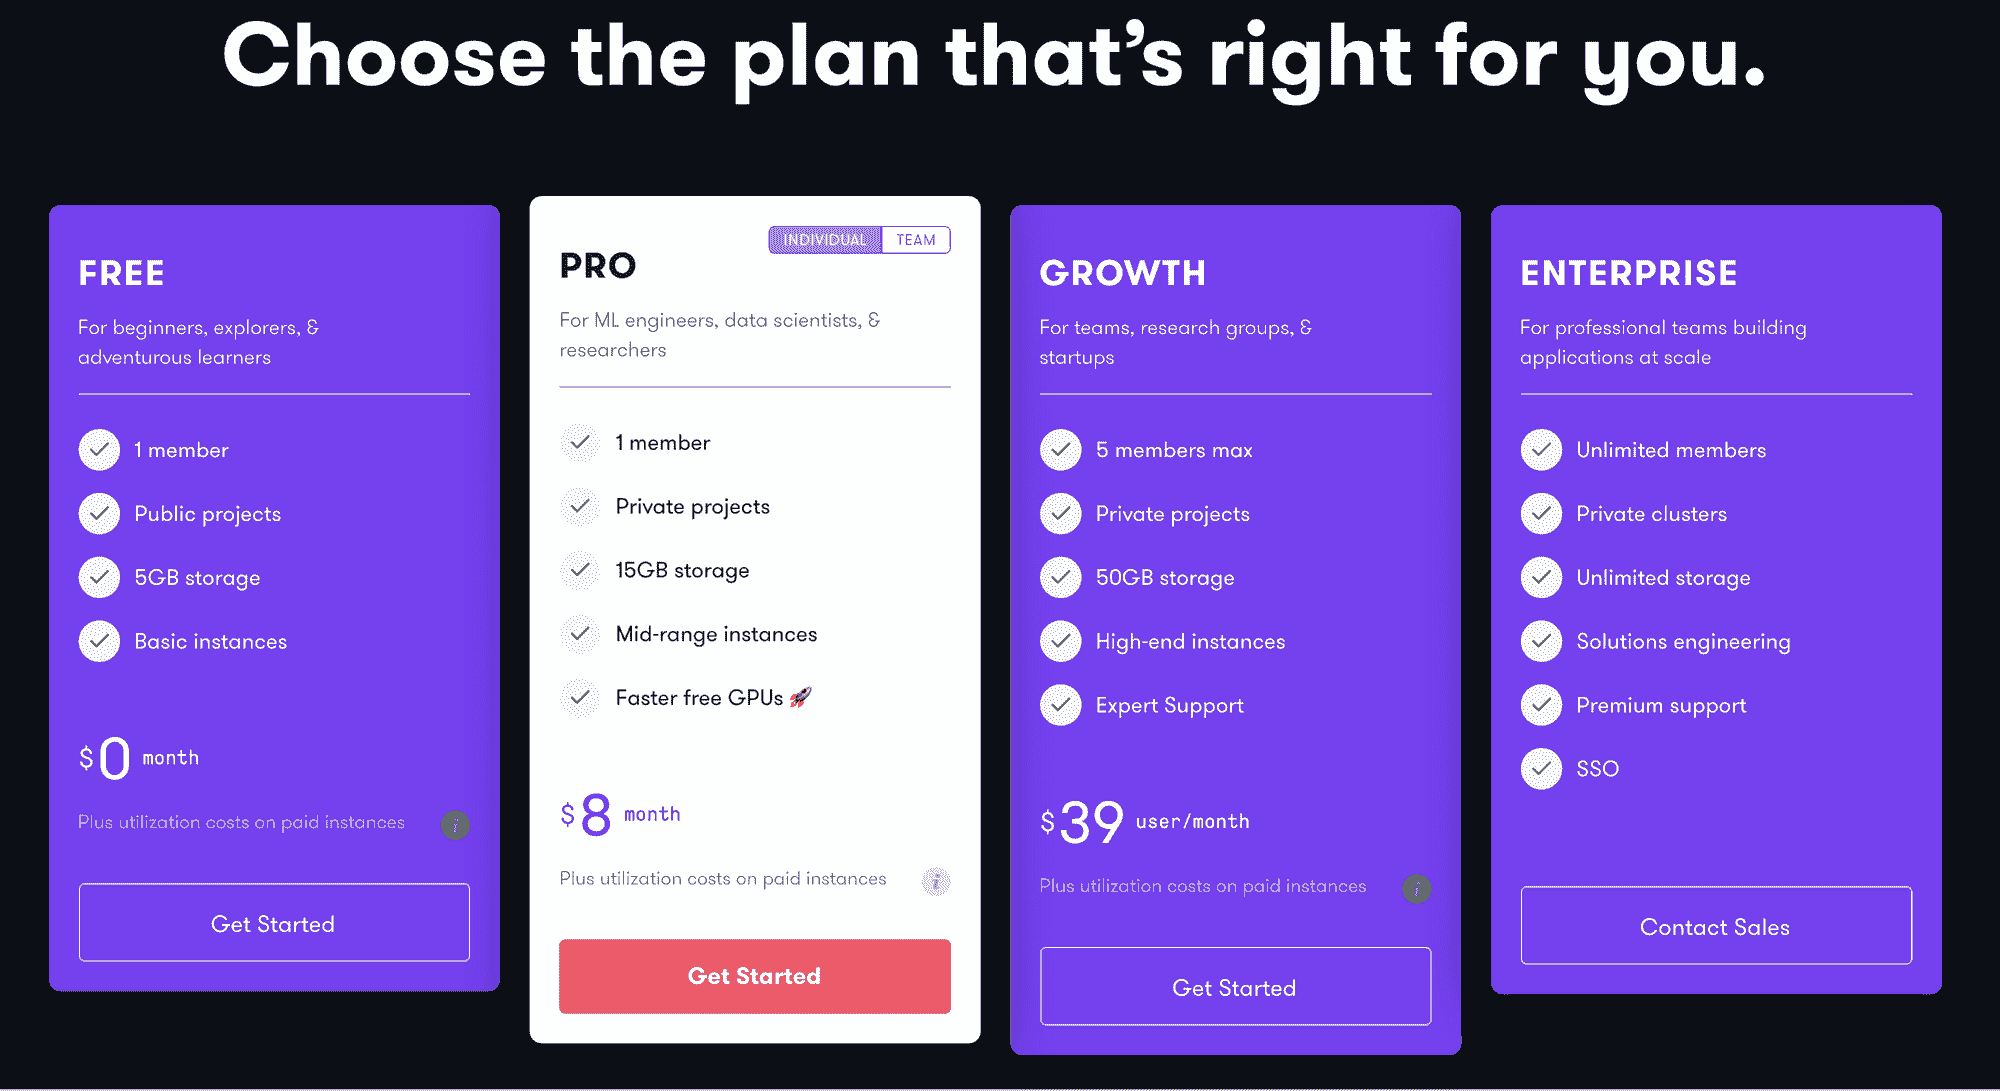 Choose the plan that’s right for you.
FREE
For beginners, explorers, &
adventurous learners
1 member
Public projects
5GB storage
Basic instances
$0 month
Plus utilization costs on paid instances
i
Get Started
INDIVIDUAL TEAM
PRO
For ML engineers, data scientists, &
researchers
1 member
Private projects
15GB storage
Mid-range instances
Faster free GPUs 🚀
$8 month
Plus utilization costs on paid instances
i
Get Started
GROWTH
For teams, research groups, &
startups
5 members max
Private projects
50GB storage
High-end instances
Expert Support
$39 user/month
Plus utilization costs on paid instances
i
Get Started
ENTERPRISE
For professional teams building
applications at scale
Unlimited members
Private clusters
Unlimited storage
Solutions engineering
Premium support
SSO
Contact Sales